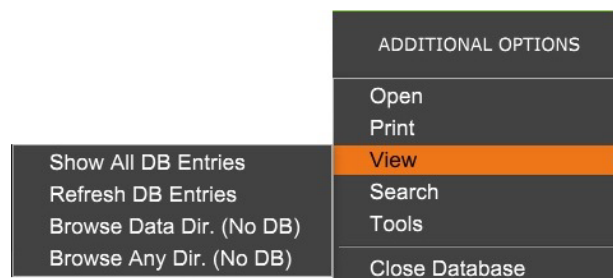 ADDITIONAL OPTIONS
Open
Print
View
Search
Tools
Close Database
Show All DB Entries
Refresh DB Entries
Browse Data Dir. (No DB)
Browse Any Dir. (No DB)